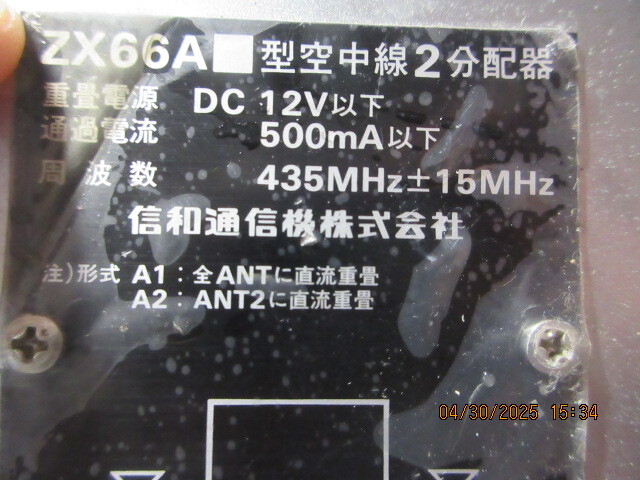 ZX66A■型空中線2分配器
重畳電源 DC 12V以下
通過電流 500mA以下
周波数 435MHz±15MHz
信和通信機株式会社
注)形式 A1:全ANTに直流重畳
A2:ANT2に直流重畳
04/30/2025 15:34